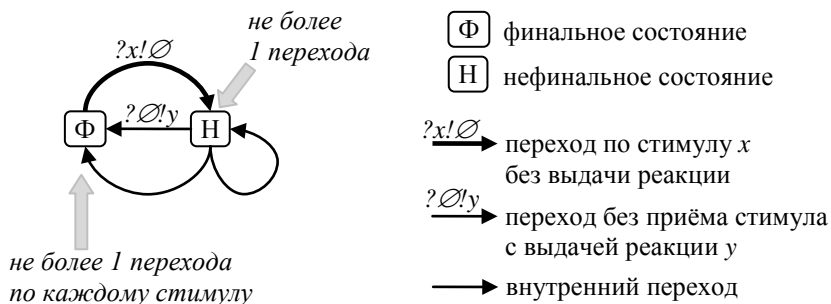 не более
1 перехода
?x!∅
?∅!y
Ф
Н
не более 1 перехода
по каждому стимулу
Ф финальное состояние
Н нефинальное состояние
?x!∅ переход по стимулу x
без выдачи реакции
?∅!y переход без приёма стимула
с выдачей реакции y
внутренний переход